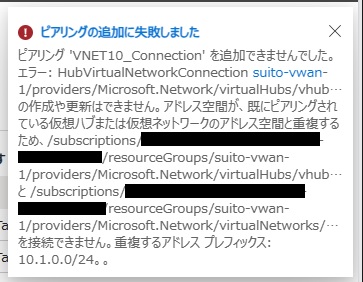 ピアリングの追加に失敗しました
ピアリング 'VNET10_Connection' を追加できませんでした。
エラー: HubVirtualNetworkConnection suito-vwan-
1/providers/Microsoft.Network/virtualHubs/vhub…
の作成や更新はできません。アドレス空間が、既にピアリングされ
ている仮想ハブまたは仮想ネットワークのアドレス空間と重複する
ため、/subscriptions/
-
/resourceGroups/suito-vwan-
1/providers/Microsoft.Network/virtualHubs/vhub…
と /subscriptions/
-
/resourceGroups/suito-vwan-
1/providers/Microsoft.Network/virtualNetworks/…
を接続できません。重複するアドレス プレフィックス:
10.1.0.0/24。。